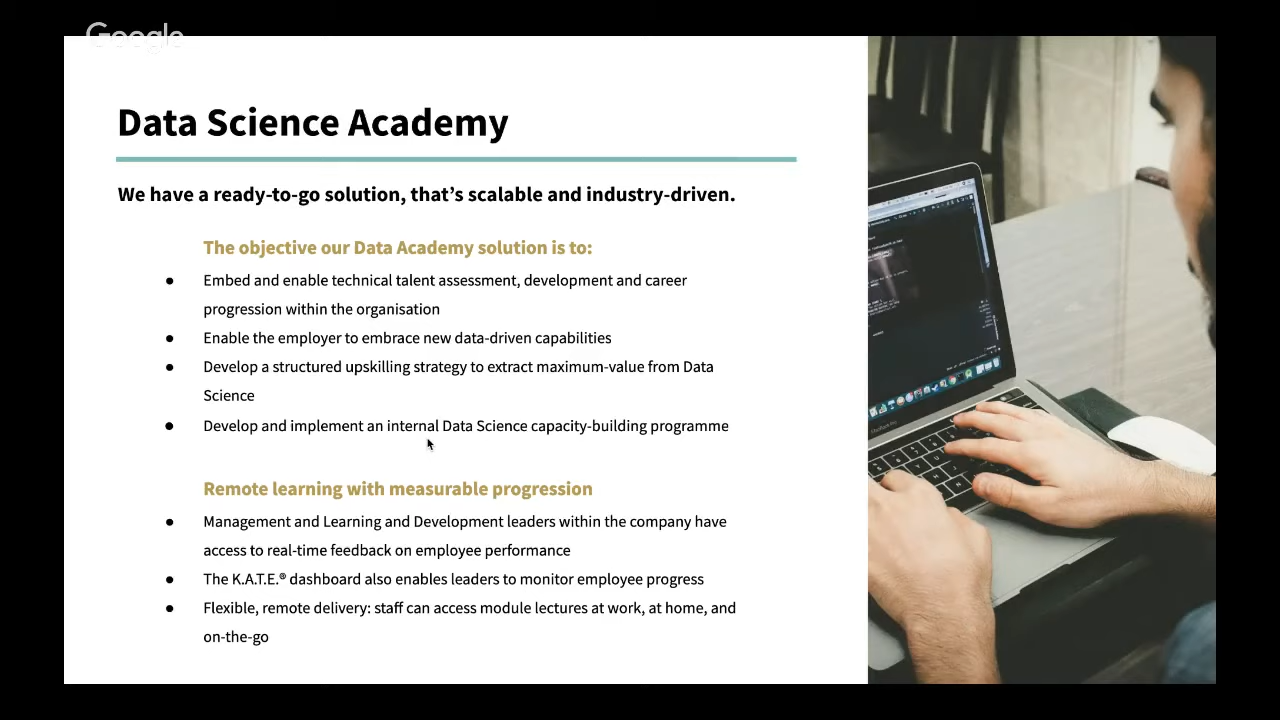 Google
Data Science Academy
We have a ready-to-go solution, that's scalable and industry-driven.
The objective our Data Academy solution is to:
● Embed and enable technical talent assessment, development and career
progression within the organisation
● Enable the employer to embrace new data-driven capabilities
● Develop a structured upskilling strategy to extract maximum-value from Data
Science
● Develop and implement an internal Data Science capacity-building programme
Remote learning with measurable progression
● Management and Learning and Development leaders within the company have
access to real-time feedback on employee performance
● The K.A.T.E.® dashboard also enables leaders to monitor employee progress
● Flexible, remote delivery: staff can access module lectures at work, at home, and
on-the-go